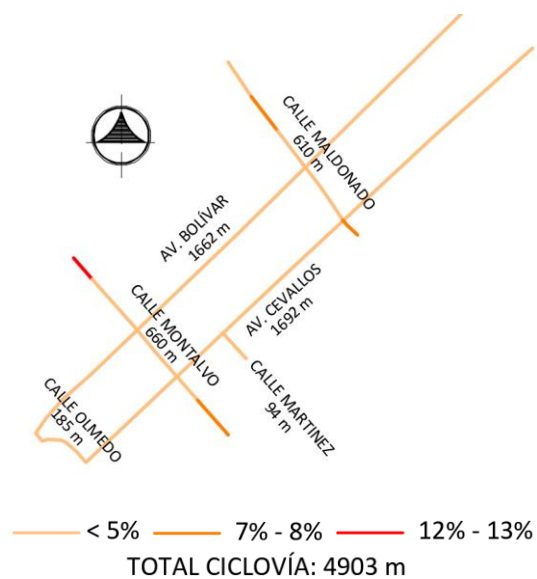 CALLE MALDONADO
610 m
AV. BOLÍVAR
1662 m
AV. CEVALLOS
1692 m
CALLE MONTALVO
660 m
CALLE MARTINEZ
94 m
CALLE OLMEDO
185 m
< 5% 7% - 8% 12% - 13%
TOTAL CICLOVÍA: 4903 m